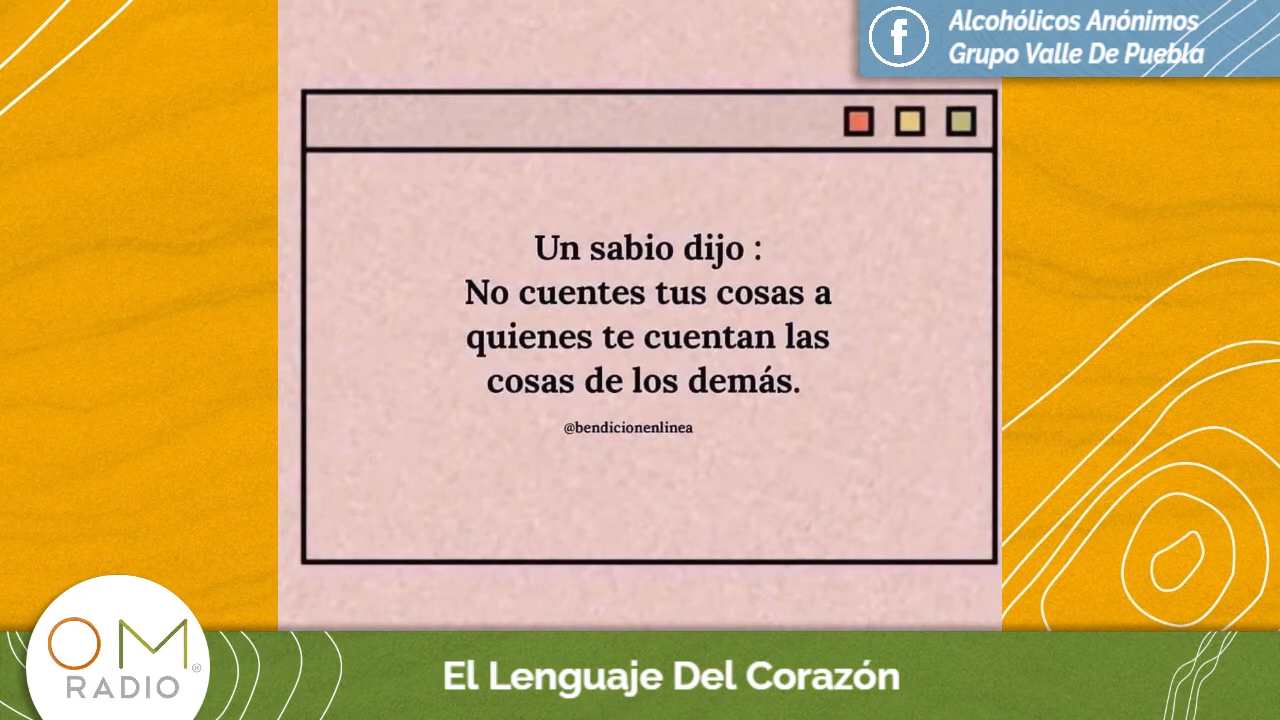 Alcohólicos Anónimos
Grupo Valle De Puebla
Un sabio dijo :
No cuentes tus cosas a
quienes te cuentan las
cosas de los demás.
@bendicionenlinea
OM
RADIO
®
El Lenguaje Del Corazón